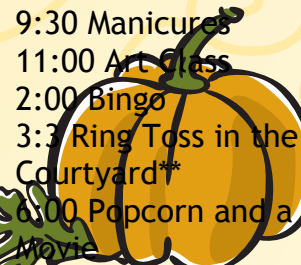 9:30 Manicures
11:00 Art Class
2:00 Bingo
3:3 Ring Toss in the
Courtyard**
6:00 Popcorn and a
Movie